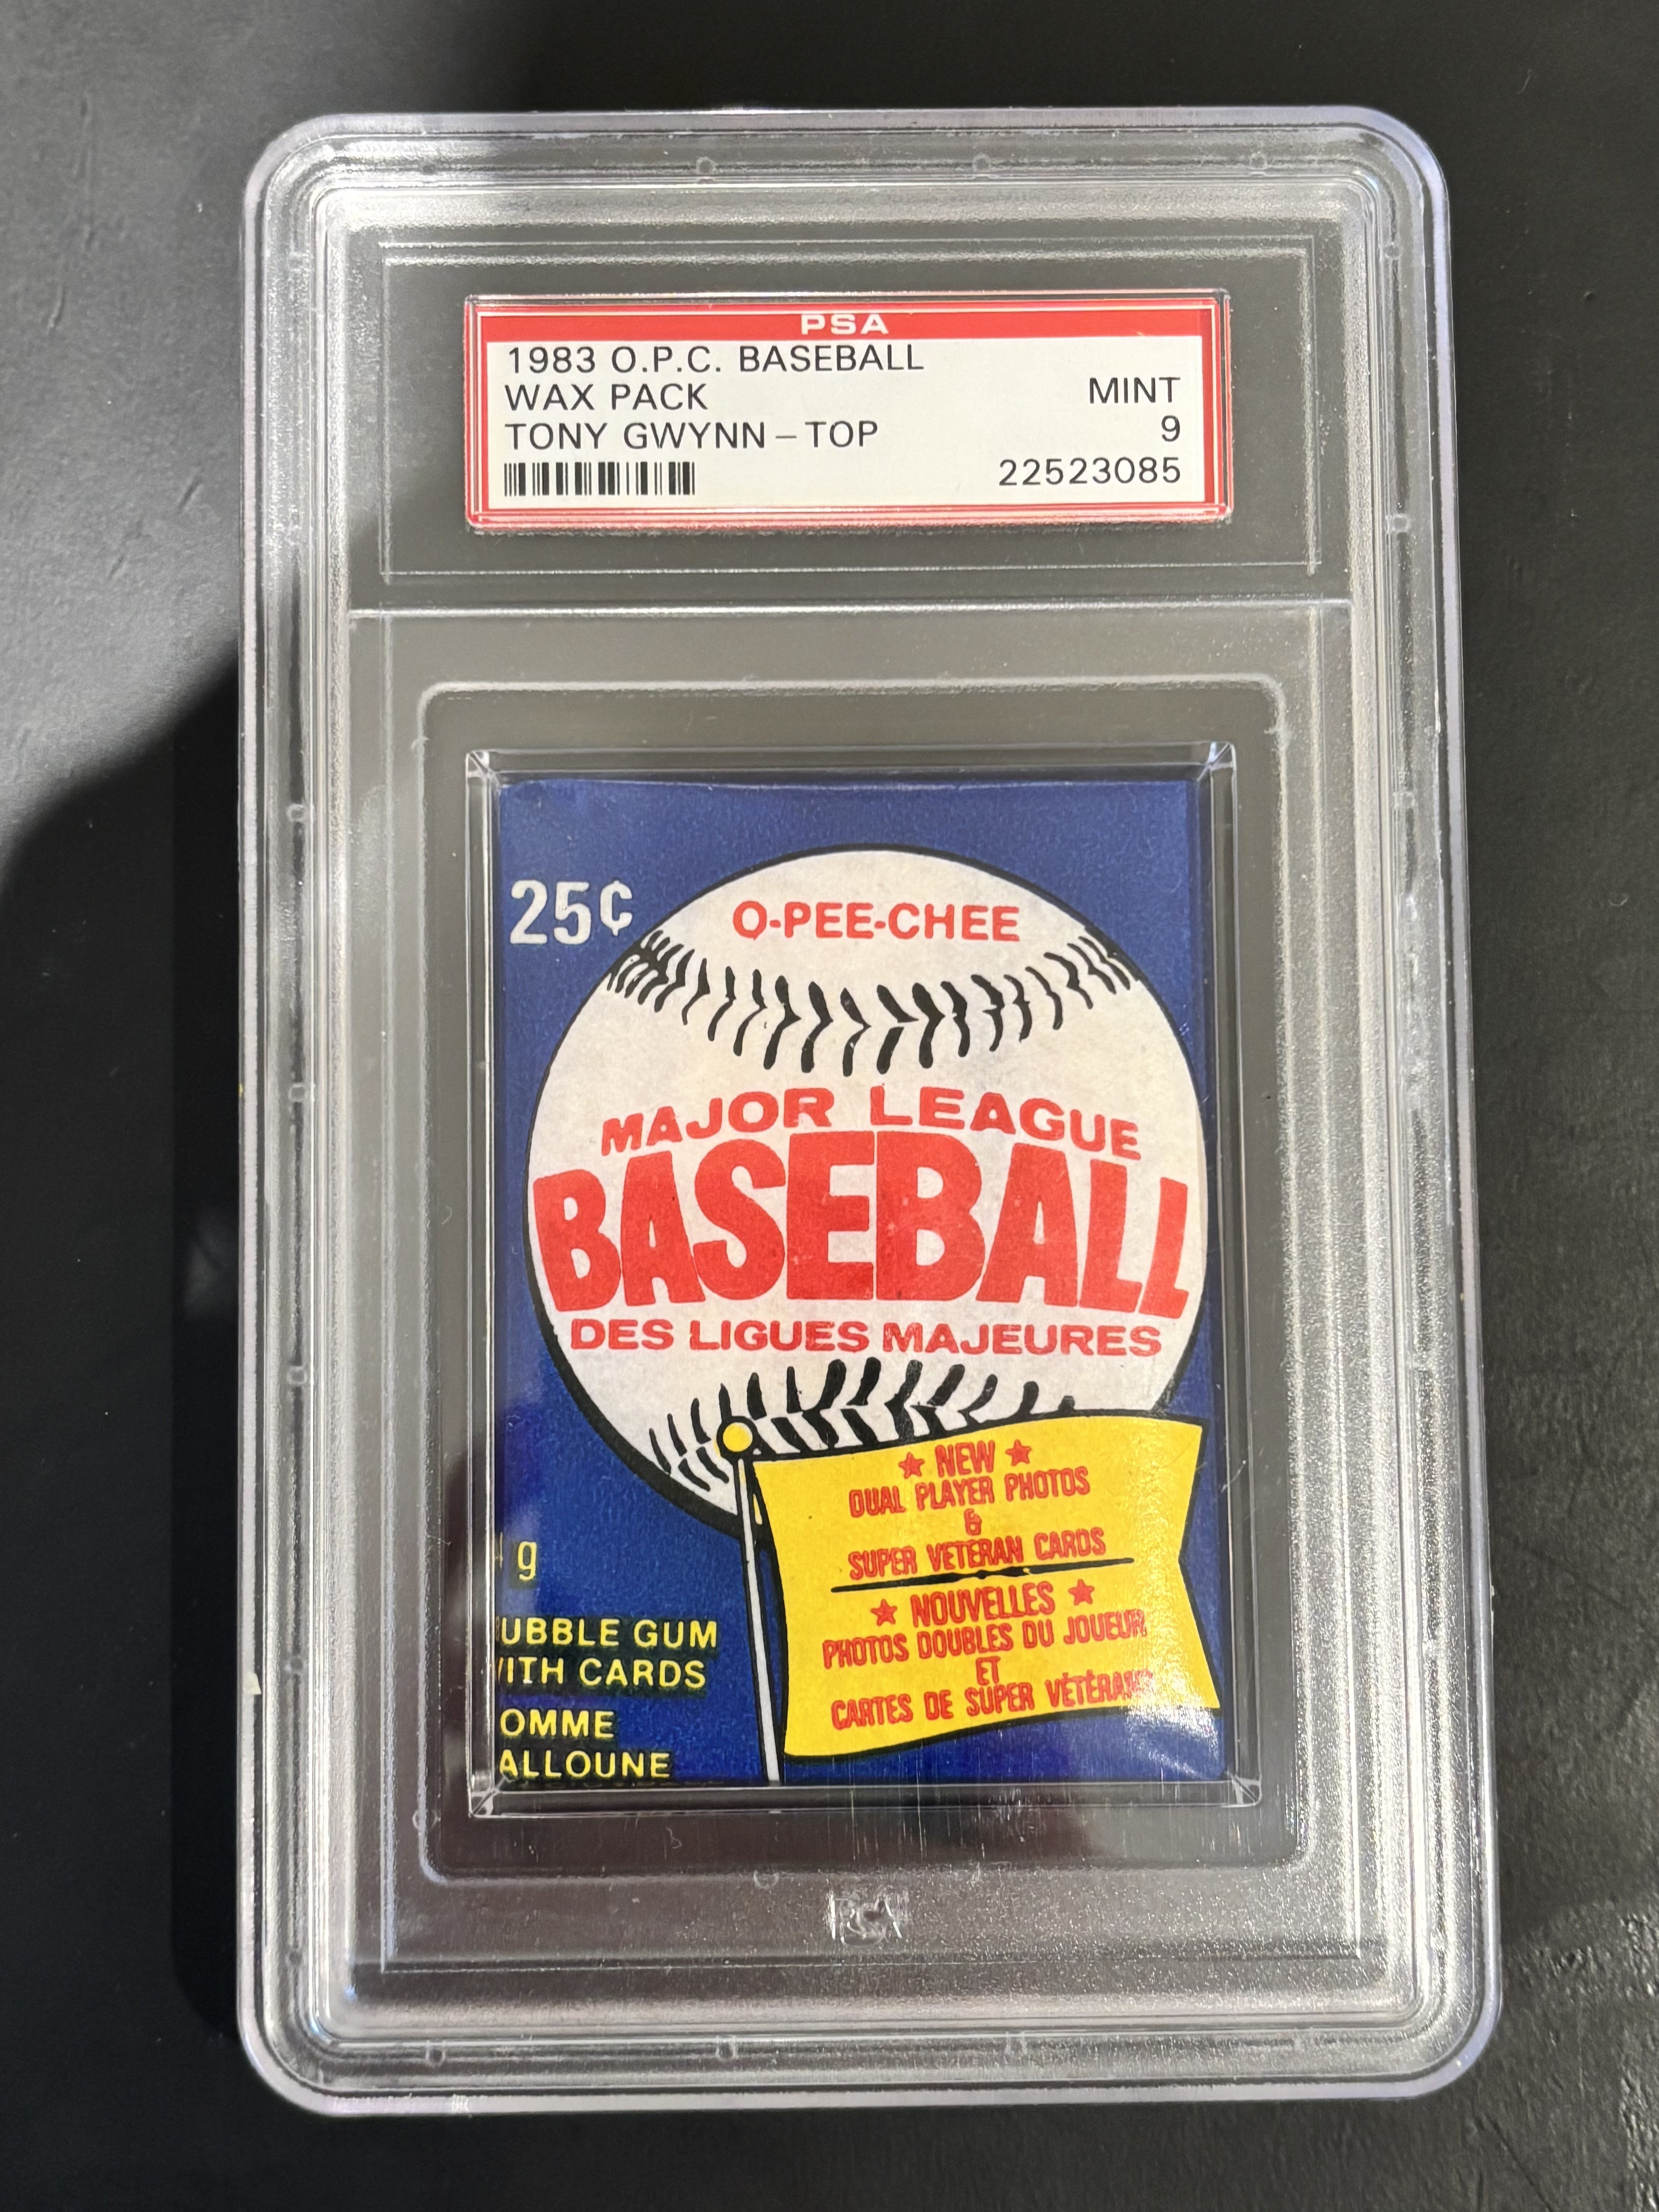 PSA
1983 O.P.C. BASEBALL
WAX PACK MINT
TONY GWYNN – TOP 9
22523085
25¢
O-PEE-CHEE
MAJOR LEAGUE
BASEBALL
DES LIGUES MAJEURES
★ NEW ★
DUAL PLAYER PHOTOS
&
SUPER VETERAN CARDS
★ NOUVELLES ★
PHOTOS DOUBLES DU JOUEUR
ET
CARTES DE SUPER VÉTÉRANS
g
UBBLE GUM
ITH CARDS
OMME
ALLOUNE
PSA